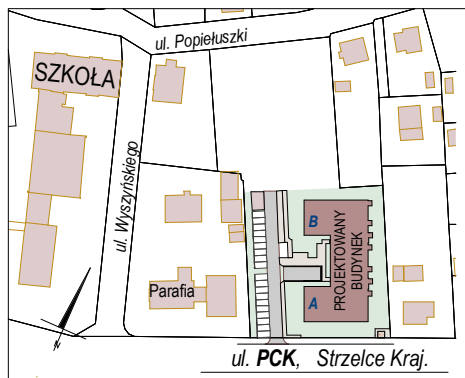 ul. Popiełuszki
SZKOŁA
ul. Wyszyńskiego
B
PROJEKTOWANY
BUDYNEK
A
Parafia
N
ul. PCK, Strzelce Kraj.